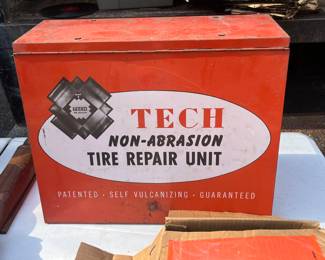 TECH
NON-ABRASION
TIRE REPAIR UNIT
PATENTED · SELF VULCANIZING · GUARANTEED